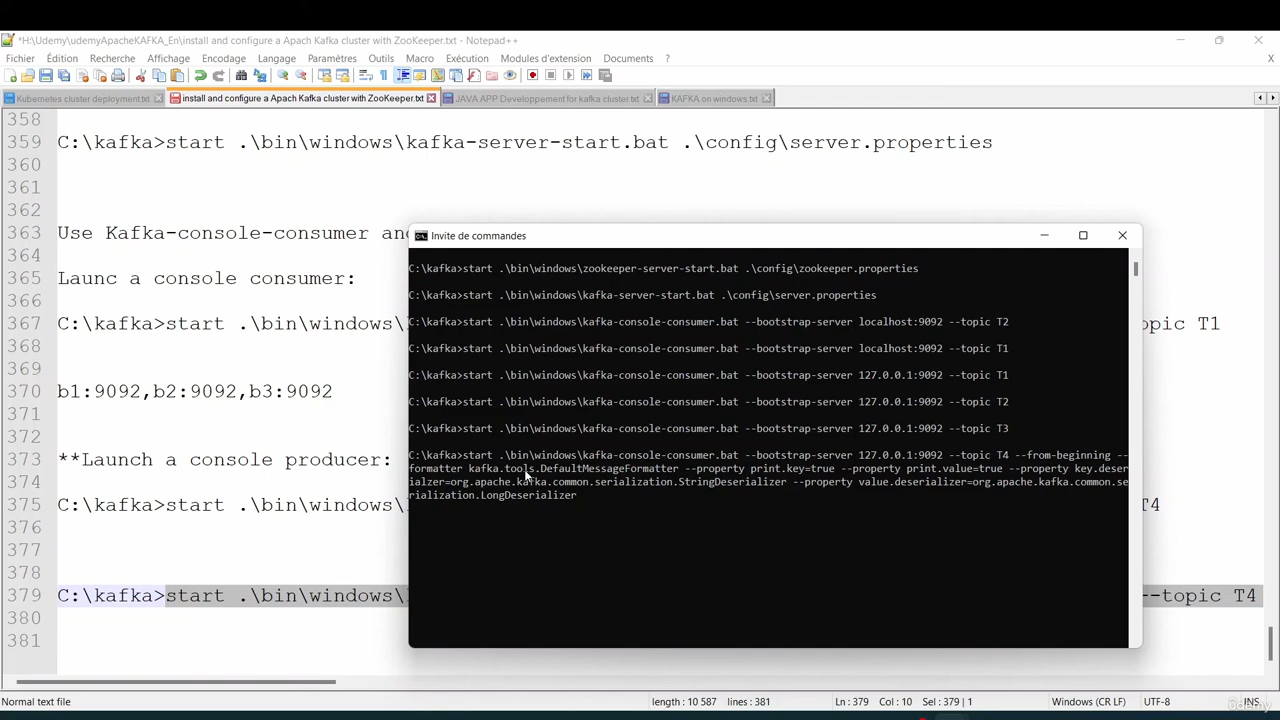 *H:\Udemy\udemyApacheKAFKA_En\install and configure a Apach Kafka cluster with ZooKeeper.txt - Notepad++
Fichier Édition Recherche Affichage Encodage Langage Paramètres Outils Macro Exécution Modules d'extension Documents ? X
Kubernetes cluster deployment.txt install and configure a Apach Kafka cluster with ZooKeeper.txt JAVA APP Developpement for kafka cluster.txt KAFKA on windows.txt
358
359 C:\kafka>start .\bin\windows\kafka-server-start.bat .\config\server.properties
360
361
362
363 Use Kafka-console-consumer an
364
365 Launc a console consumer:
366
367 C:\kafka>start .\bin\windows\ opic T1
368
369
370 b1:9092,b2:9092,b3:9092
371
372
373 **Launch a console producer:
374
375 C:\kafka>start .\bin\windows\ T4
376
377
378
379 C:\kafka>start .\bin\windows\ --topic T4
380
381
Invite de commandes
C:\kafka>start .\bin\windows\zookeeper-server-start.bat .\config\zookeeper.properties
C:\kafka>start .\bin\windows\kafka-server-start.bat .\config\server.properties
C:\kafka>start .\bin\windows\kafka-console-consumer.bat --bootstrap-server localhost:9092 --topic T2
C:\kafka>start .\bin\windows\kafka-console-consumer.bat --bootstrap-server localhost:9092 --topic T1
C:\kafka>start .\bin\windows\kafka-console-consumer.bat --bootstrap-server 127.0.0.1:9092 --topic T1
C:\kafka>start .\bin\windows\kafka-console-consumer.bat --bootstrap-server 127.0.0.1:9092 --topic T2
C:\kafka>start .\bin\windows\kafka-console-consumer.bat --bootstrap-server 127.0.0.1:9092 --topic T3
C:\kafka>start .\bin\windows\kafka-console-consumer.bat --bootstrap-server 127.0.0.1:9092 --topic T4 --from-beginning --
formatter kafka.tools.DefaultMessageFormatter --property print.key=true --property print.value=true --property key.deser
ializer=org.apache.kafka.common.serialization.StringDeserializer --property value.deserializer=org.apache.kafka.common.se
rialization.LongDeserializer
Normal text file length : 10 587 lines : 381 Ln : 379 Col : 10 Sel : 379 | 1 Windows (CR LF) UTF-8 INS
Udemy